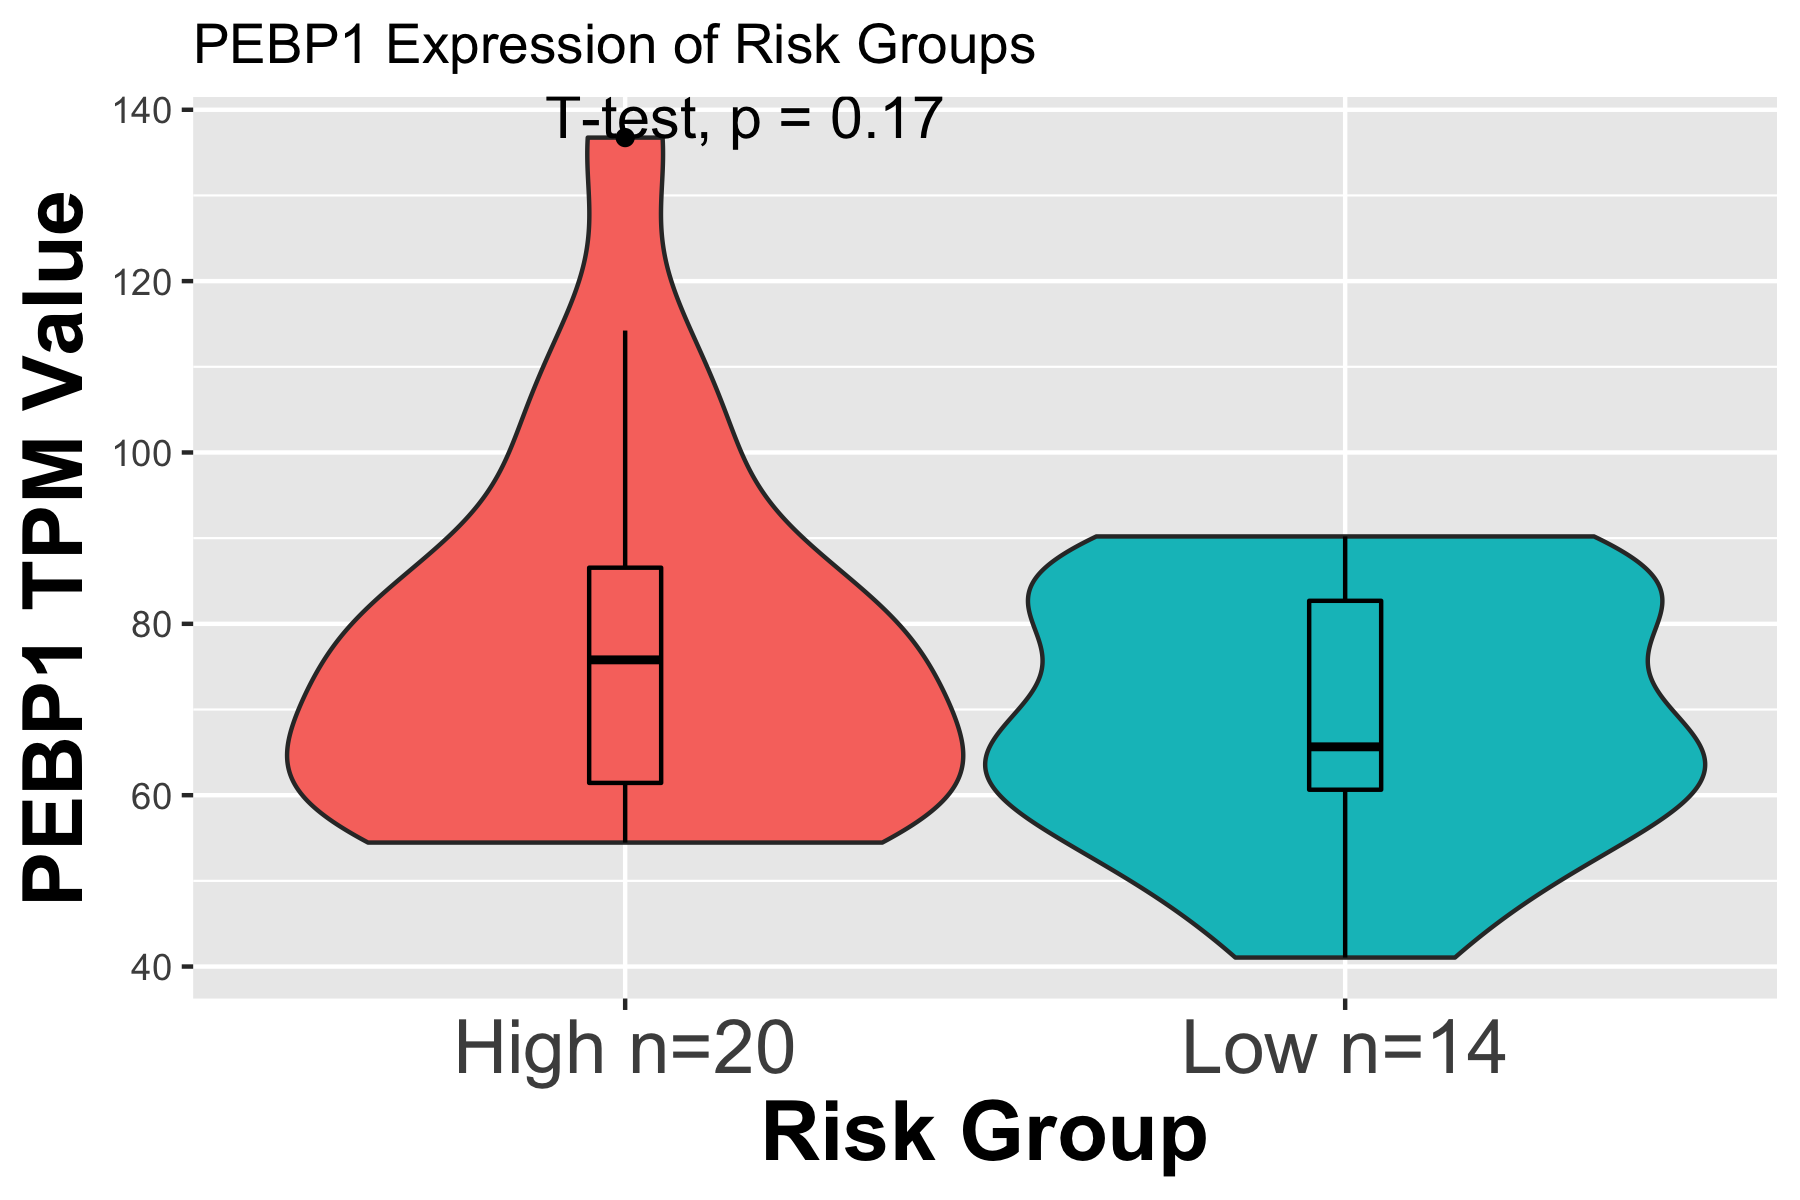 PEBP1 Expression of Risk Groups
T-test, p = 0.17
PEBP1 TPM Value
140
120
100
80
60
40
High n=20
Low n=14
Risk Group